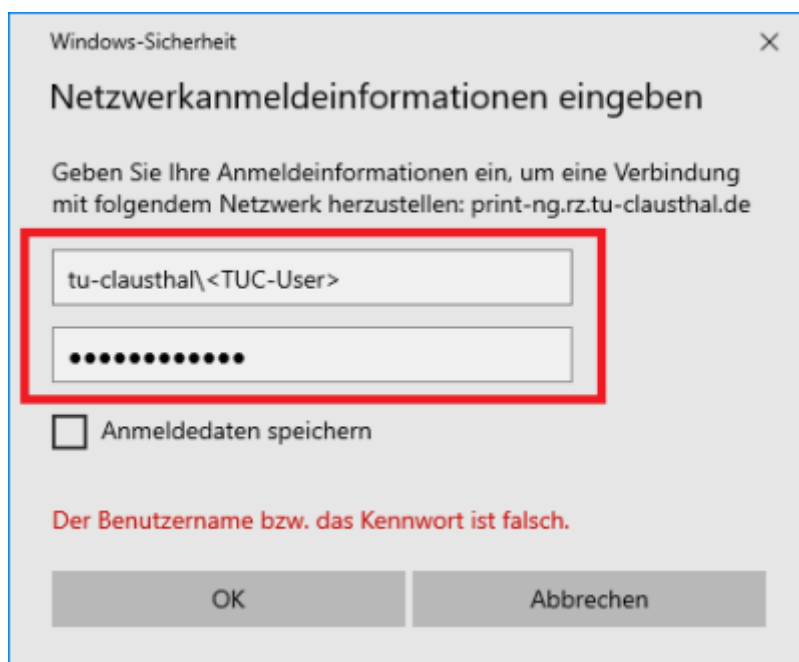 Windows-Sicherheit
Netzwerkanmeldeinformationen eingeben
Geben Sie Ihre Anmeldeinformationen ein, um eine Verbindung
mit folgendem Netzwerk herzustellen: print-ng.rz.tu-clausthal.de
tu-clausthal\<TUC-User>
●●●●●●●●●●●●
Anmeldedaten speichern
Der Benutzername bzw. das Kennwort ist falsch.
OK
Abbrechen